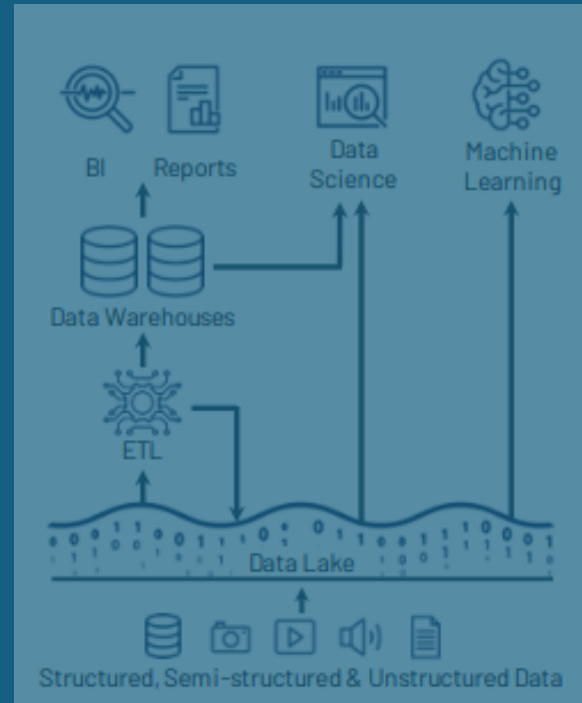 BI
Reports
Data
Science
Machine
Learning
Data Warehouses
ETL
Data Lake
Structured, Semi-structured & Unstructured Data